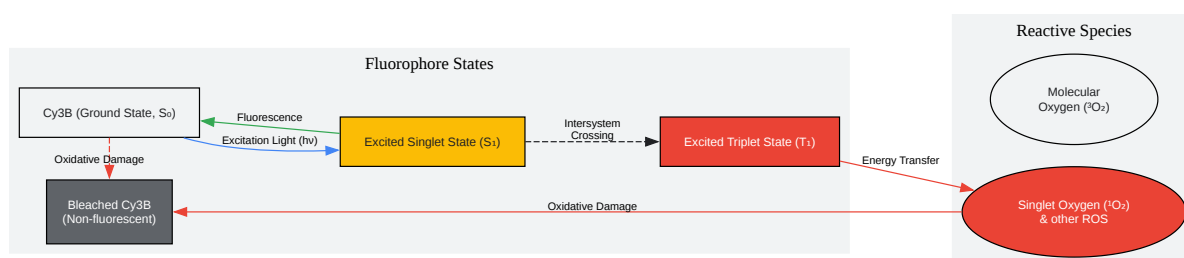 Reactive Species
Fluorophore States
Molecular
Oxygen (³O₂)
Cy3B (Ground State, S₀)
Fluorescence
Excitation Light (hν)
Excited Singlet State (S₁)
Intersystem
Crossing
Excited Triplet State (T₁)
Energy Transfer
Oxidative Damage
Bleached Cy3B
(Non-fluorescent)
Oxidative Damage
Singlet Oxygen (¹O₂)
& other ROS